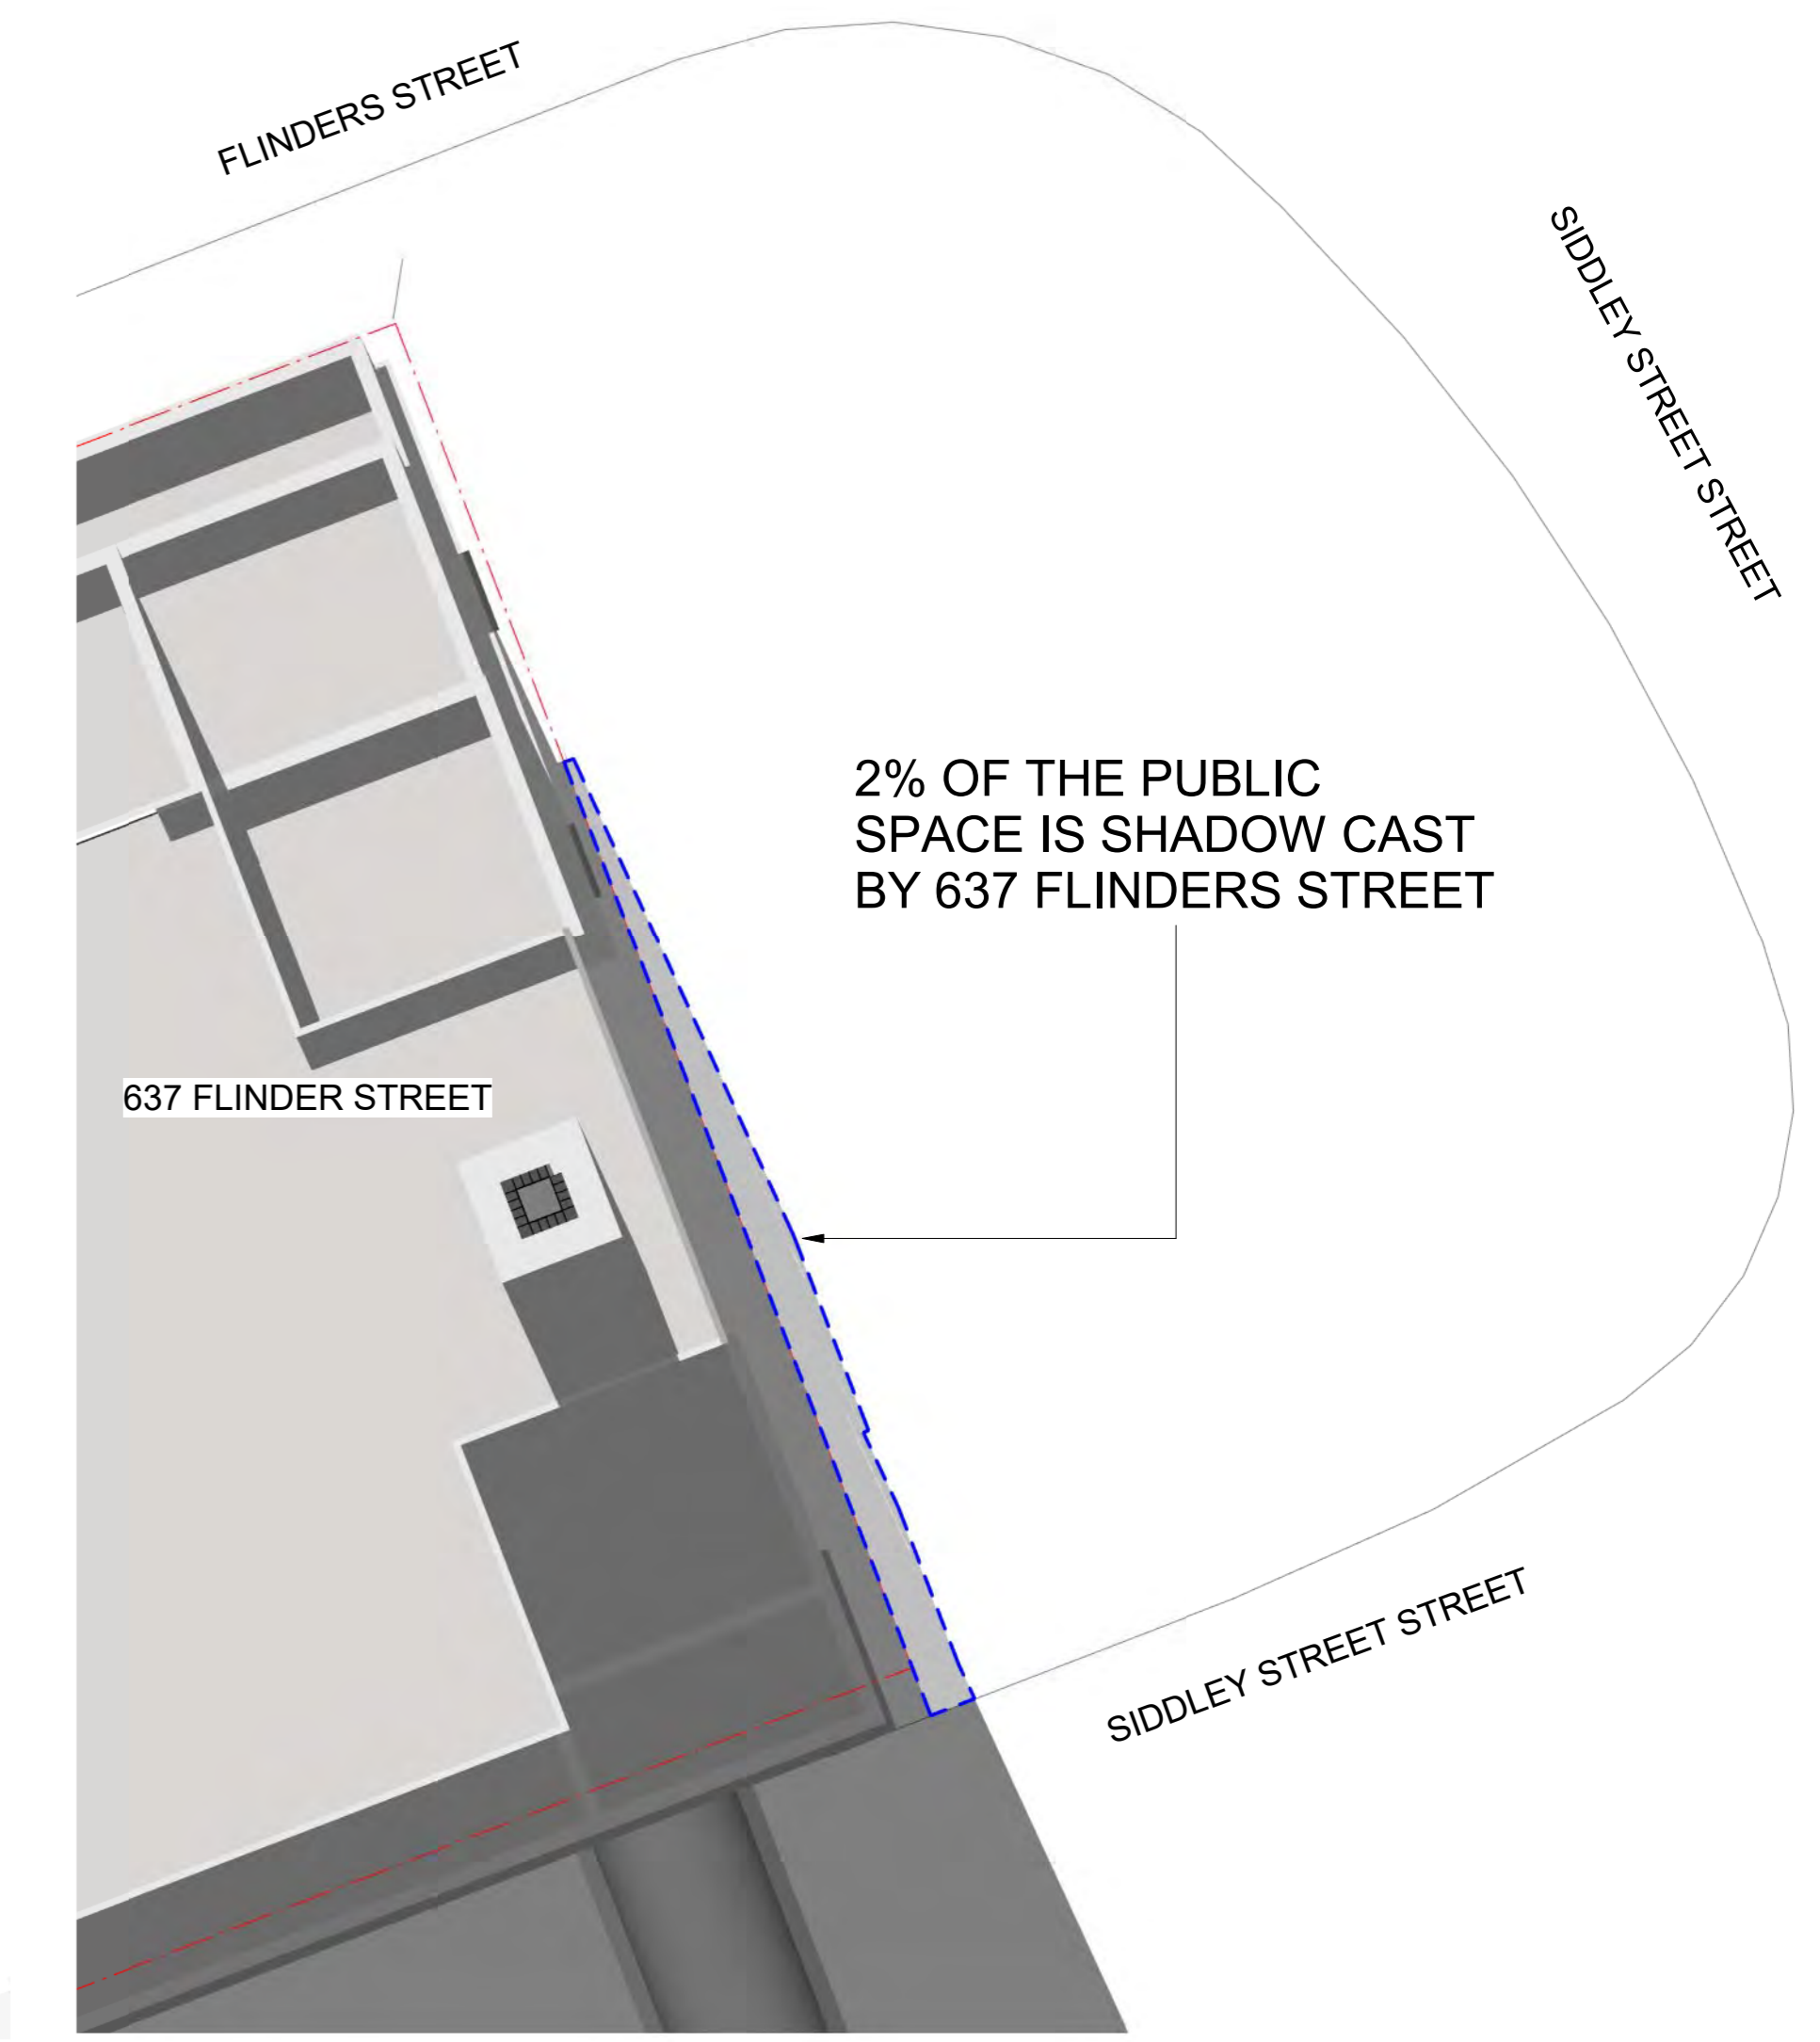 FLINDERS STREET
SIDDLEY STREET STREET
2% OF THE PUBLIC
SPACE IS SHADOW CAST
BY 637 FLINDERS STREET
637 FLINDER STREET
SIDDLEY STREET STREET